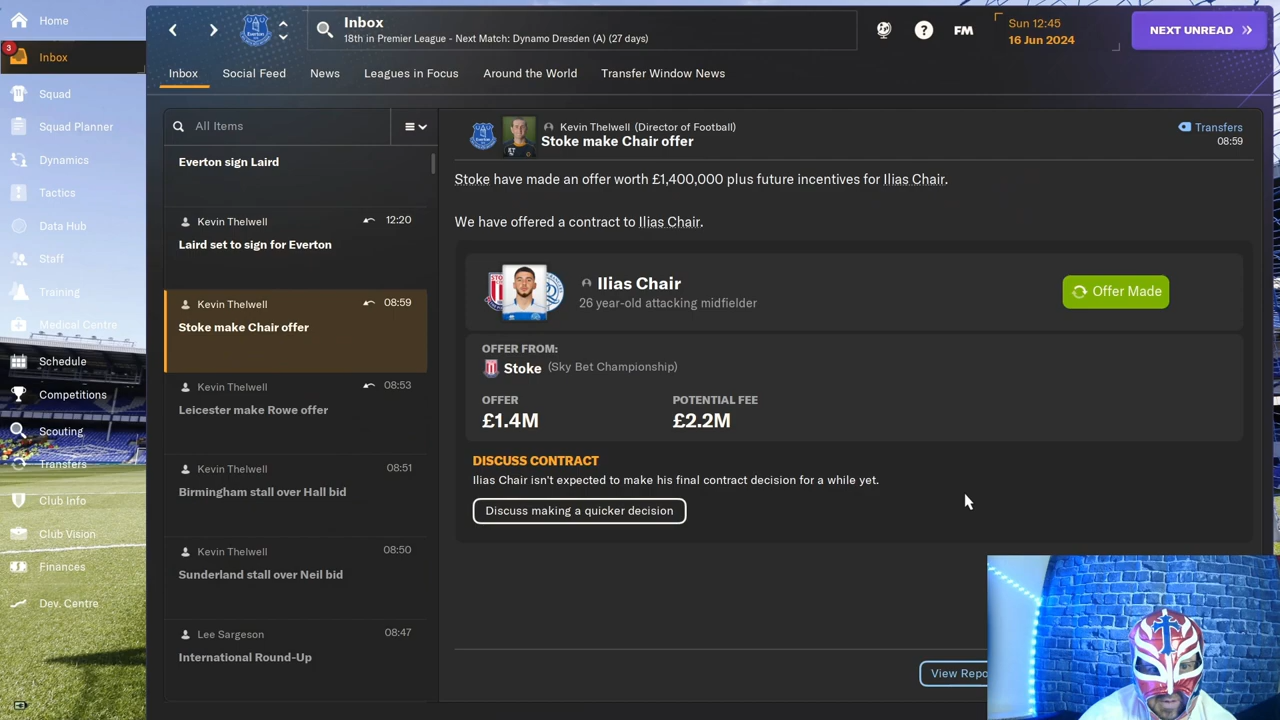 Home
3
Inbox
Squad
Squad Planner
Dynamics
Tactics
Data Hub
Staff
Training
Medical Centre
Schedule
Competitions
Scouting
Transfers
Club Info
Club Vision
Finances
Dev. Centre
Everton
Inbox
18th in Premier League - Next Match: Dynamo Dresden (A) (27 days)
?
FM
Sun 12:45
16 Jun 2024
NEXT UNREAD
Inbox
Social Feed
News
Leagues in Focus
Around the World
Transfer Window News
All Items
Everton sign Laird
Kevin Thelwell 12:20
Laird set to sign for Everton
Kevin Thelwell 08:59
Stoke make Chair offer
Kevin Thelwell 08:53
Leicester make Rowe offer
Kevin Thelwell 08:51
Birmingham stall over Hall bid
Kevin Thelwell 08:50
Sunderland stall over Neil bid
Lee Sargeson 08:47
International Round-Up
Kevin Thelwell (Director of Football)
Stoke make Chair offer
Transfers
08:59
Stoke have made an offer worth £1,400,000 plus future incentives for Ilias Chair.
We have offered a contract to Ilias Chair.
Ilias Chair
26 year-old attacking midfielder
Offer Made
OFFER FROM:
Stoke (Sky Bet Championship)
OFFER
£1.4M
POTENTIAL FEE
£2.2M
DISCUSS CONTRACT
Ilias Chair isn't expected to make his final contract decision for a while yet.
Discuss making a quicker decision
View Repo